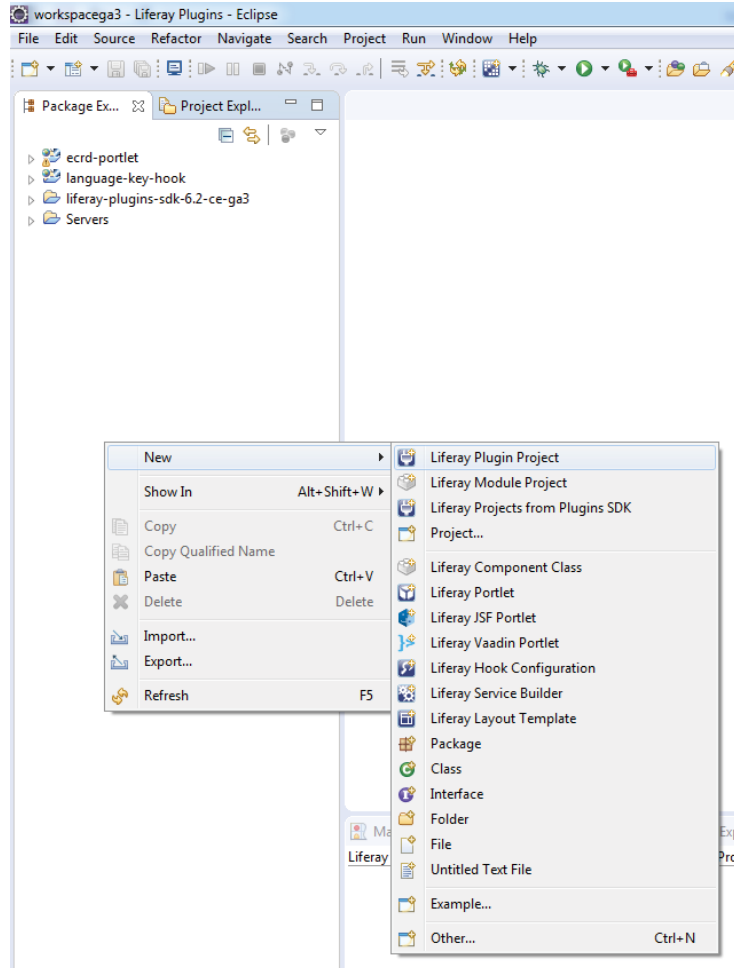 workspacega3 - Liferay Plugins - Eclipse
File Edit Source Refactor Navigate Search Project Run Window Help
Package Ex... Project Expl...
ecrd-portlet
language-key-hook
liferay-plugins-sdk-6.2-ce-ga3
Servers
New
Show In Alt+Shift+W
Copy Ctrl+C
Copy Qualified Name
Paste Ctrl+V
Delete Delete
Import...
Export...
Refresh F5
Liferay Plugin Project
Liferay Module Project
Liferay Projects from Plugins SDK
Project...
Liferay Component Class
Liferay Portlet
Liferay JSF Portlet
Liferay Vaadin Portlet
Liferay Hook Configuration
Liferay Service Builder
Liferay Layout Template
Package
Class
Interface
Folder
File
Untitled Text File
Example...
Other... Ctrl+N
Liferay